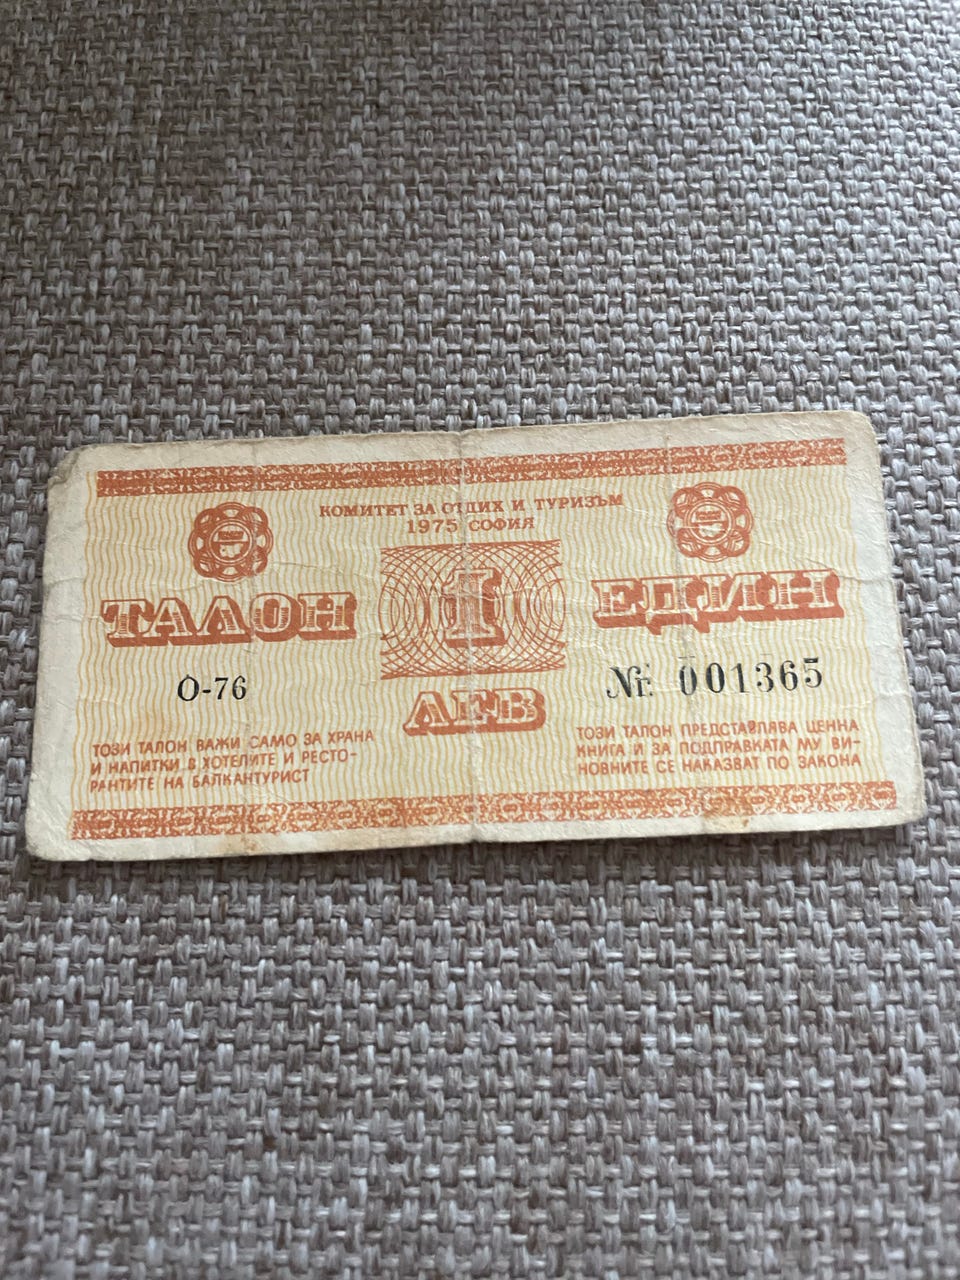 КОМИТЕТ ЗА ОТДИХ И ТУРИЗЪМ
1975 СОФИЯ
ТАЛОН
1
ЕДИН
ЛЕВ
О-76
№ 001365
ТОЗИ ТАЛОН ВАЖИ САМО ЗА ХРАНА
И НАПИТКИ В ХОТЕЛИТЕ И РЕСТО-
РАНТИТЕ НА БАЛКАНТУРИСТ
ТОЗИ ТАЛОН ПРЕДСТАВЛЯВА ЦЕННА
КНИГА И ЗА ПОДПРАВКАТА МУ ВИ-
НОВНИТЕ СЕ НАКАЗВАТ ПО ЗАКОНА